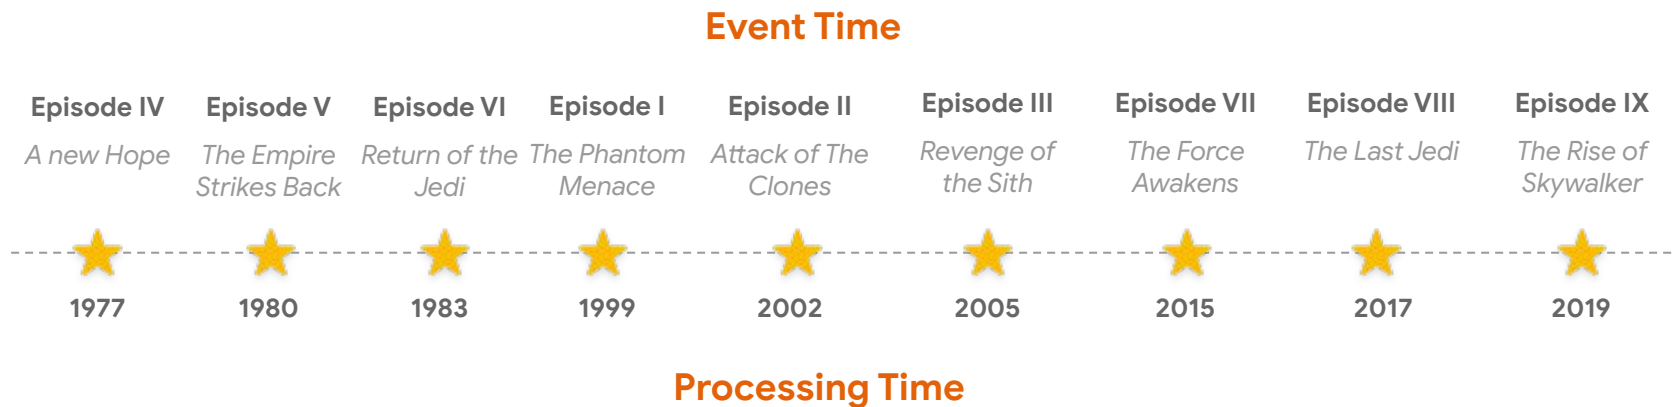 Event Time
Episode IV
Episode V
Episode VI
Episode I
Episode II
Episode III
Episode VII
Episode VIII
Episode IX
A new Hope
The Empire
Strikes Back
Return of the
Jedi
The Phantom
Menace
Attack of The
Clones
Revenge of
the Sith
The Force
Awakens
The Last Jedi
The Rise of
Skywalker
1977
1980
1983
1999
2002
2005
2015
2017
2019
Processing Time